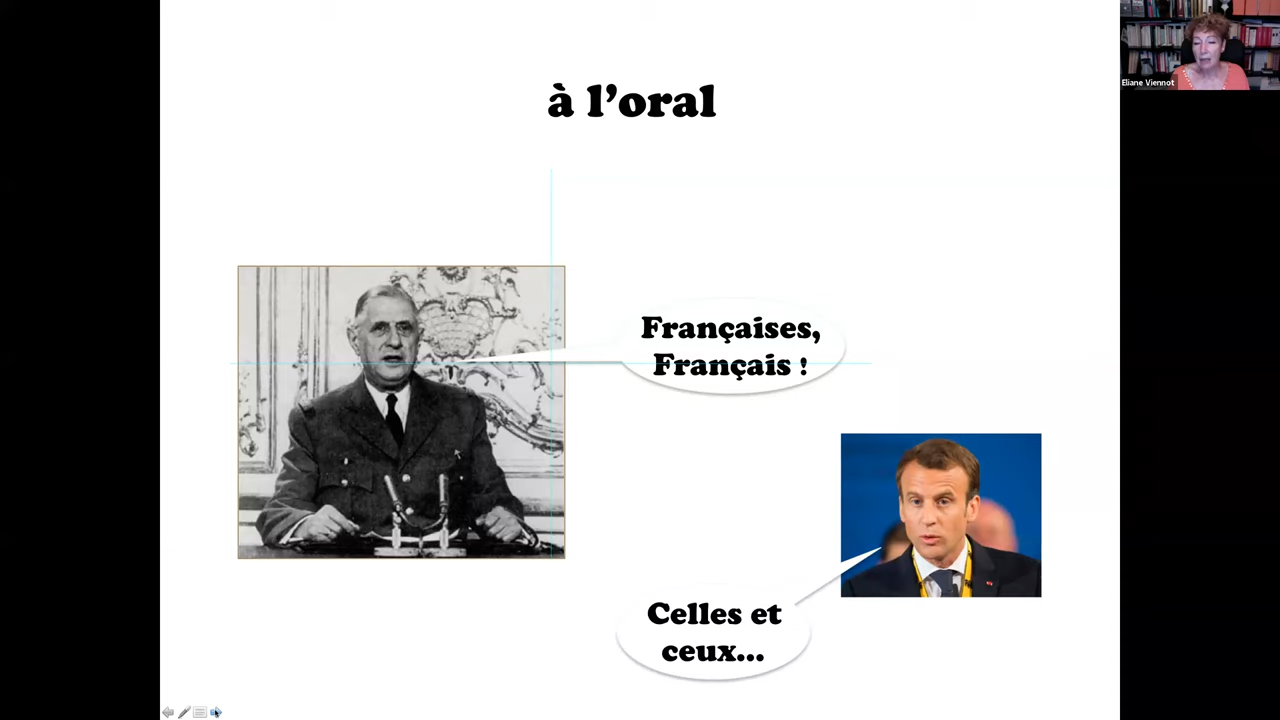 à l’oral
Eliane Viennot
Françaises,
Français !
Celles et
ceux...